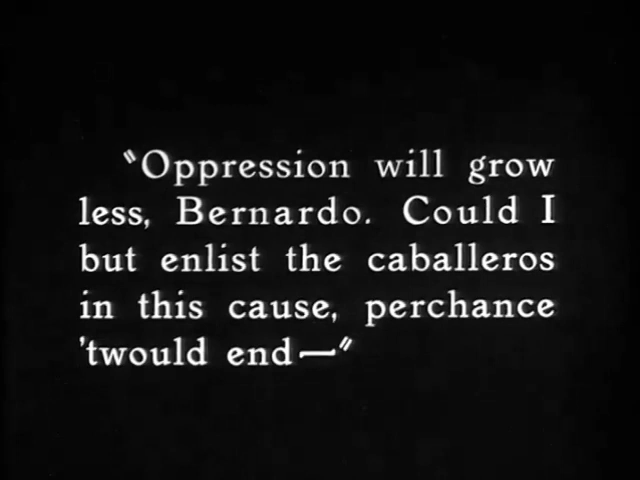 "Oppression will grow
less, Bernardo. Could I
but enlist the caballeros
in this cause, perchance
'twould end—"